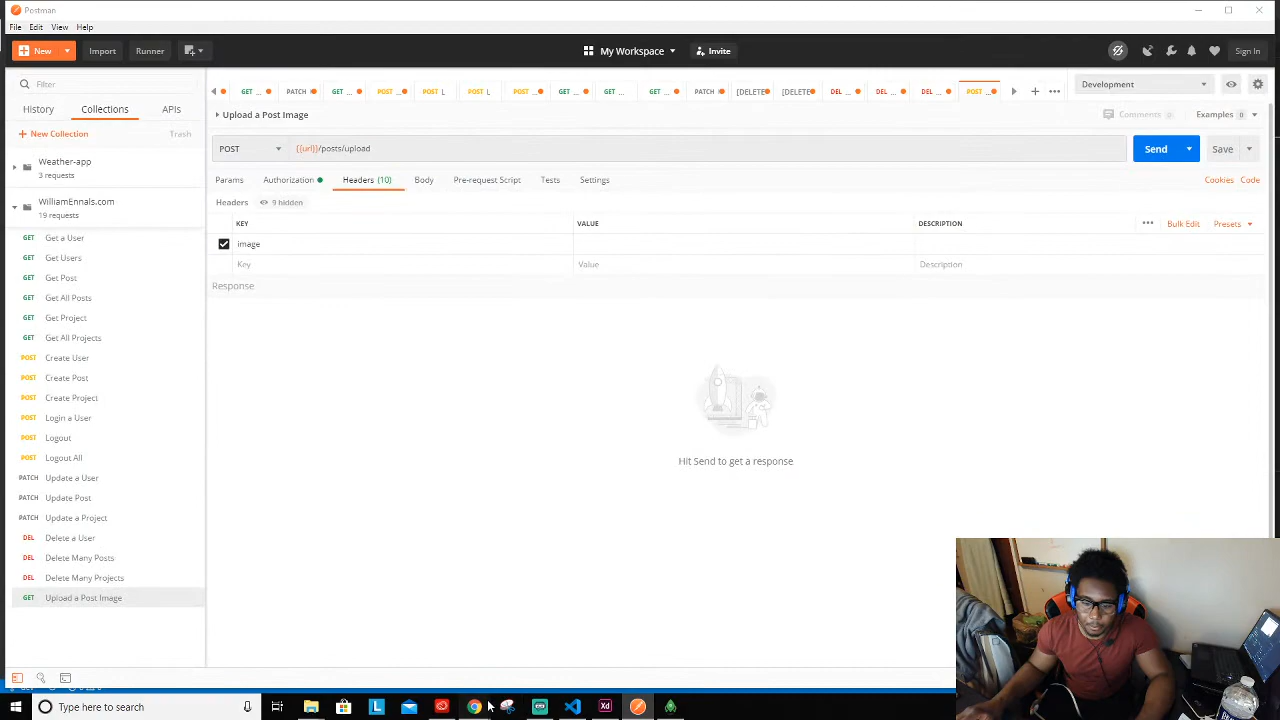 Postman
File Edit View Help
New Import Runner My Workspace Invite Sign In
Filter
History Collections APIs
+ New Collection Trash
Weather-app
3 requests
WilliamEnnals.com
19 requests
GET Get a User
GET Get Users
GET Get Post
GET Get All Posts
GET Get Project
GET Get All Projects
POST Create User
POST Create Post
POST Create Project
POST Login a User
POST Logout
POST Logout All
PATCH Update a User
PATCH Update Post
PATCH Update a Project
DEL Delete a User
DEL Delete Many Posts
DEL Delete Many Projects
GET Upload a Post Image
GET ... PATCH GET ... POST ... POST L POST L POST ... GET ... GET ... GET ... PATCH [DELETE [DELETE DEL ... DEL ... DEL ... POST ... + ••• Development
Upload a Post Image Comments 0 Examples 0
POST {{url}}/posts/upload Send Save
Params Authorization Headers (10) Body Pre-request Script Tests Settings Cookies Code
Headers 9 hidden
KEY VALUE DESCRIPTION ••• Bulk Edit Presets
image
Key Value Description
Response
Hit Send to get a response
Type here to search